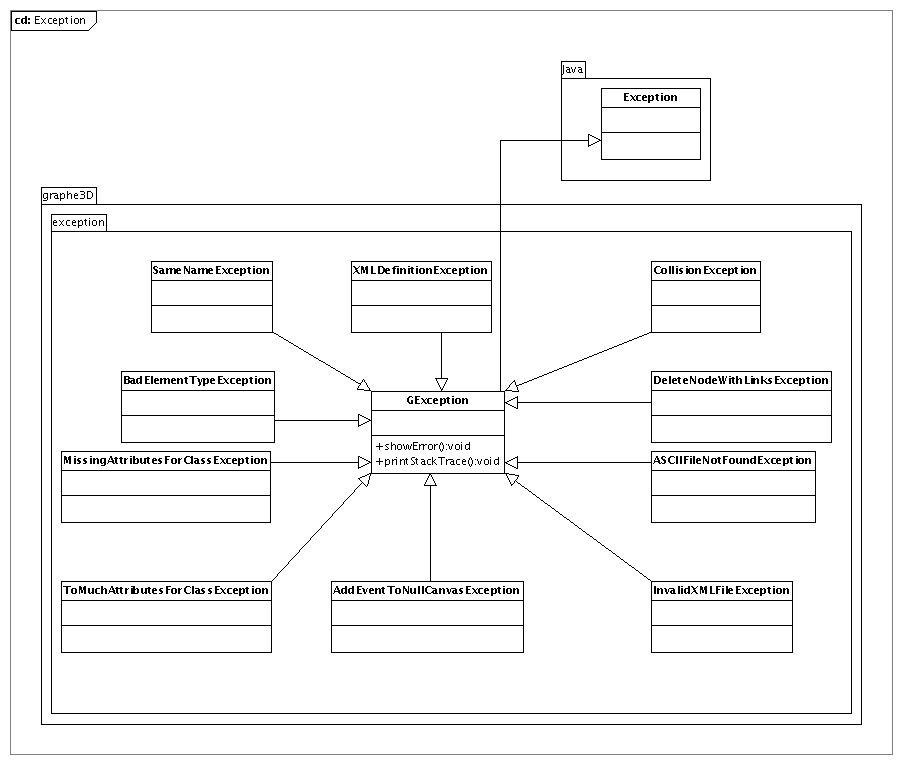 cd: Exception
Java
Exception
graphe3D
exception
SameNameException
XMLDefinitionException
CollisionException
BadElementTypeException
GException
+showError():void
+printStackTrace():void
DeleteNodeWithLinksException
MissingAttributesForClassException
ASCIIFileNotFoundException
ToMuchAttributesForClassException
AddEventToNullCanvasException
InvalidXMLFileException